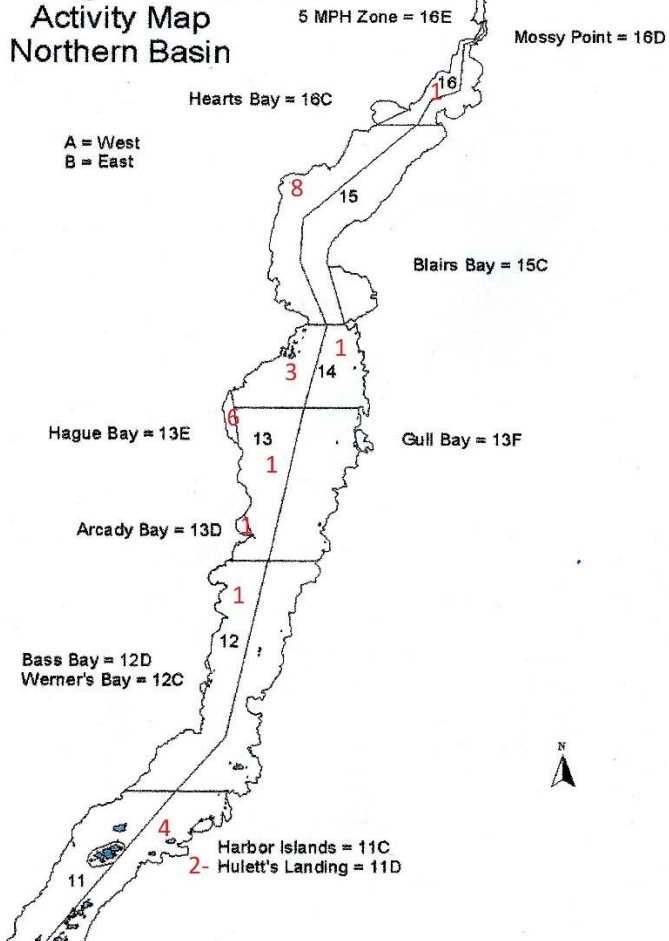 Activity Map
Northern Basin
5 MPH Zone = 16E
Mossy Point = 16D
16
1
Hearts Bay = 16C
A = West
B = East
8
15
Blairs Bay = 15C
1
3
14
6
Hague Bay = 13E
13
Gull Bay = 13F
1
Arcady Bay = 13D
1
1
12
Bass Bay = 12D
Werner's Bay = 12C
N
4
Harbor Islands = 11C
2- Hulett's Landing = 11D
11